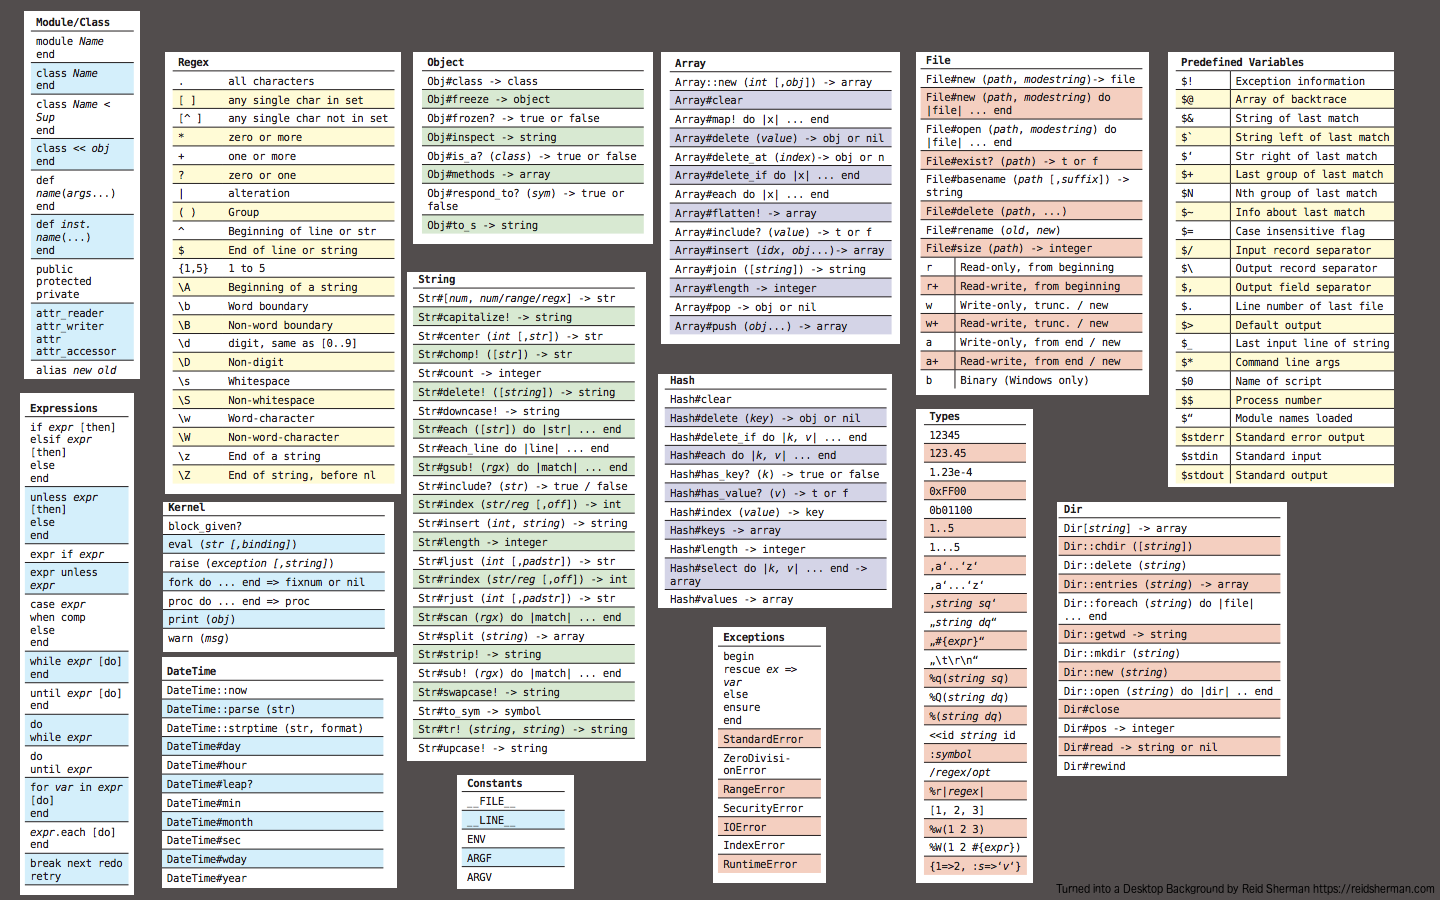 Module/Class
module Name
end
class Name
end
class Name <
Sup
end
class << obj
end
def
name(args...)
end
def inst.
name(...)
end
public
protected
private
attr_reader
attr_writer
attr
attr_accessor
alias new old
Expressions
if expr [then]
elsif expr
[then]
else
end
unless expr
[then]
else
end
expr if expr
expr unless
expr
case expr
when comp
else
end
while expr [do]
end
until expr [do]
end
do
while expr
do
until expr
for var in expr
[do]
end
expr.each [do]
end
break next redo
retry
Regex
. all characters
[ ] any single char in set
[^ ] any single char not in set
* zero or more
+ one or more
? zero or one
| alteration
( ) Group
^ Beginning of line or str
$ End of line or string
{1,5} 1 to 5
\A Beginning of a string
\b Word boundary
\B Non-word boundary
\d digit, same as [0..9]
\D Non-digit
\s Whitespace
\S Non-whitespace
\w Word-character
\W Non-word-character
\z End of a string
\Z End of string, before nl
Kernel
block_given?
eval (str [,binding])
raise (exception [,string])
fork do ... end => fixnum or nil
proc do ... end => proc
print (obj)
warn (msg)
DateTime
DateTime::now
DateTime::parse (str)
DateTime::strptime (str, format)
DateTime#day
DateTime#hour
DateTime#leap?
DateTime#min
DateTime#month
DateTime#sec
DateTime#wday
DateTime#year
Object
Obj#class -> class
Obj#freeze -> object
Obj#frozen? -> true or false
Obj#inspect -> string
Obj#is_a? (class) -> true or false
Obj#methods -> array
Obj#respond_to? (sym) -> true or
false
Obj#to_s -> string
String
Str#[num, num/range/regx] -> str
Str#capitalize! -> string
Str#center (int [,str]) -> str
Str#chomp! ([str]) -> str
Str#count -> integer
Str#delete! ([string]) -> string
Str#downcase! -> string
Str#each ([str]) do |str| ... end
Str#each_line do |line| ... end
Str#gsub! (rgx) do |match| ... end
Str#include? (str) -> true / false
Str#index (str/reg [,off]) -> int
Str#insert (int, string) -> string
Str#length -> integer
Str#ljust (int [,padstr]) -> str
Str#rindex (str/reg [,off]) -> int
Str#rjust (int [,padstr]) -> str
Str#scan (rgx) do |match| ... end
Str#split (string) -> array
Str#strip! -> string
Str#sub! (rgx) do |match| ... end
Str#swapcase! -> string
Str#to_sym -> symbol
Str#tr! (string, string) -> string
Str#upcase! -> string
Constants
__FILE__
__LINE__
ENV
ARGF
ARGV
Array
Array::new (int [,obj]) -> array
Array#clear
Array#map! do |x| ... end
Array#delete (value) -> obj or nil
Array#delete_at (index)-> obj or n
Array#delete_if do |x| ... end
Array#each do |x| ... end
Array#flatten! -> array
Array#include? (value) -> t or f
Array#insert (idx, obj...)-> array
Array#join ([string]) -> string
Array#length -> integer
Array#pop -> obj or nil
Array#push (obj...) -> array
Hash
Hash#clear
Hash#delete (key) -> obj or nil
Hash#delete_if do |k, v| ... end
Hash#each do |k, v| ... end
Hash#has_key? (k) -> true or false
Hash#has_value? (v) -> t or f
Hash#index (value) -> key
Hash#keys -> array
Hash#length -> integer
Hash#select do |k, v| ... end ->
array
Hash#values -> array
Exceptions
begin
rescue ex =>
var
else
ensure
end
StandardError
ZeroDivisi-
onError
RangeError
SecurityError
IOError
IndexError
RuntimeError
File
File#new (path, modestring)-> file
File#new (path, modestring) do
|file| ... end
File#open (path, modestring) do
|file| ... end
File#exist? (path) -> t or f
File#basename (path [,suffix]) ->
string
File#delete (path, ...)
File#rename (old, new)
File#size (path) -> integer
r Read-only, from beginning
r+ Read-write, from beginning
w Write-only, trunc. / new
w+ Read-write, trunc. / new
a Write-only, from end / new
a+ Read-write, from end / new
b Binary (Windows only)
Types
12345
123.45
1.23e-4
0xFF00
0b01100
1..5
1...5
‚a‘..‘z‘
‚a‘...‘z‘
‚string sq‘
„string dq“
„#{expr}“
„\t\r\n“
%q(string sq)
%Q(string dq)
%(string dq)
<<id string id
:symbol
/regex/opt
%r|regex|
[1, 2, 3]
%w(1 2 3)
%W(1 2 #{expr})
{1=>2, :s=>‘v‘}
Predefined Variables
$! Exception information
$@ Array of backtrace
$& String of last match
$` String left of last match
$‘ Str right of last match
$+ Last group of last match
$N Nth group of last match
$~ Info about last match
$= Case insensitive flag
$/ Input record separator
$\ Output record separator
$, Output field separator
$. Line number of last file
$> Default output
$_ Last input line of string
$* Command line args
$0 Name of script
$$ Process number
$“ Module names loaded
$stderr Standard error output
$stdin Standard input
$stdout Standard output
Dir
Dir[string] -> array
Dir::chdir ([string])
Dir::delete (string)
Dir::entries (string) -> array
Dir::foreach (string) do |file|
... end
Dir::getwd -> string
Dir::mkdir (string)
Dir::new (string)
Dir::open (string) do |dir| .. end
Dir#close
Dir#pos -> integer
Dir#read -> string or nil
Dir#rewind
Turned into a Desktop Background by Reid Sherman https://reidsherman.com